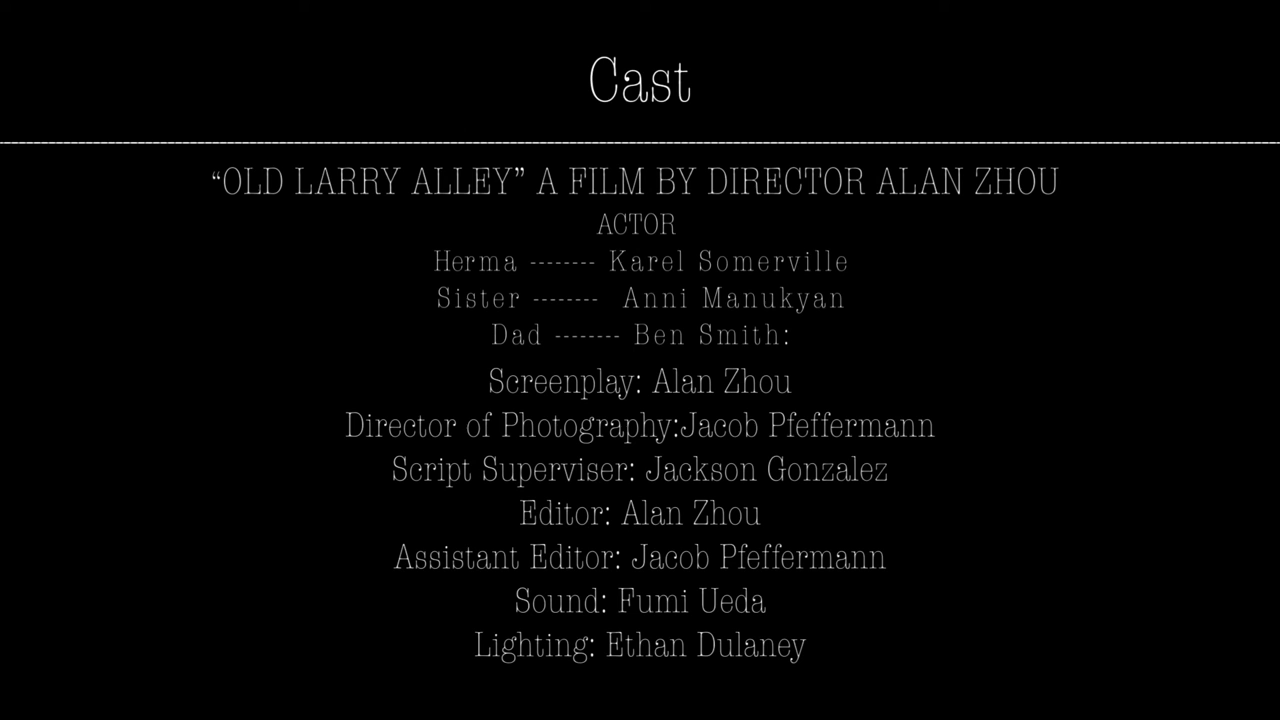 Cast
“OLD LARRY ALLEY” A FILM BY DIRECTOR ALAN ZHOU
ACTOR
Herma -------- Karel Somerville
Sister -------- Anni Manukyan
Dad -------- Ben Smith:
Screenplay: Alan Zhou
Director of Photography:Jacob Pfeffermann
Script Superviser: Jackson Gonzalez
Editor: Alan Zhou
Assistant Editor: Jacob Pfeffermann
Sound: Fumi Ueda
Lighting: Ethan Dulaney